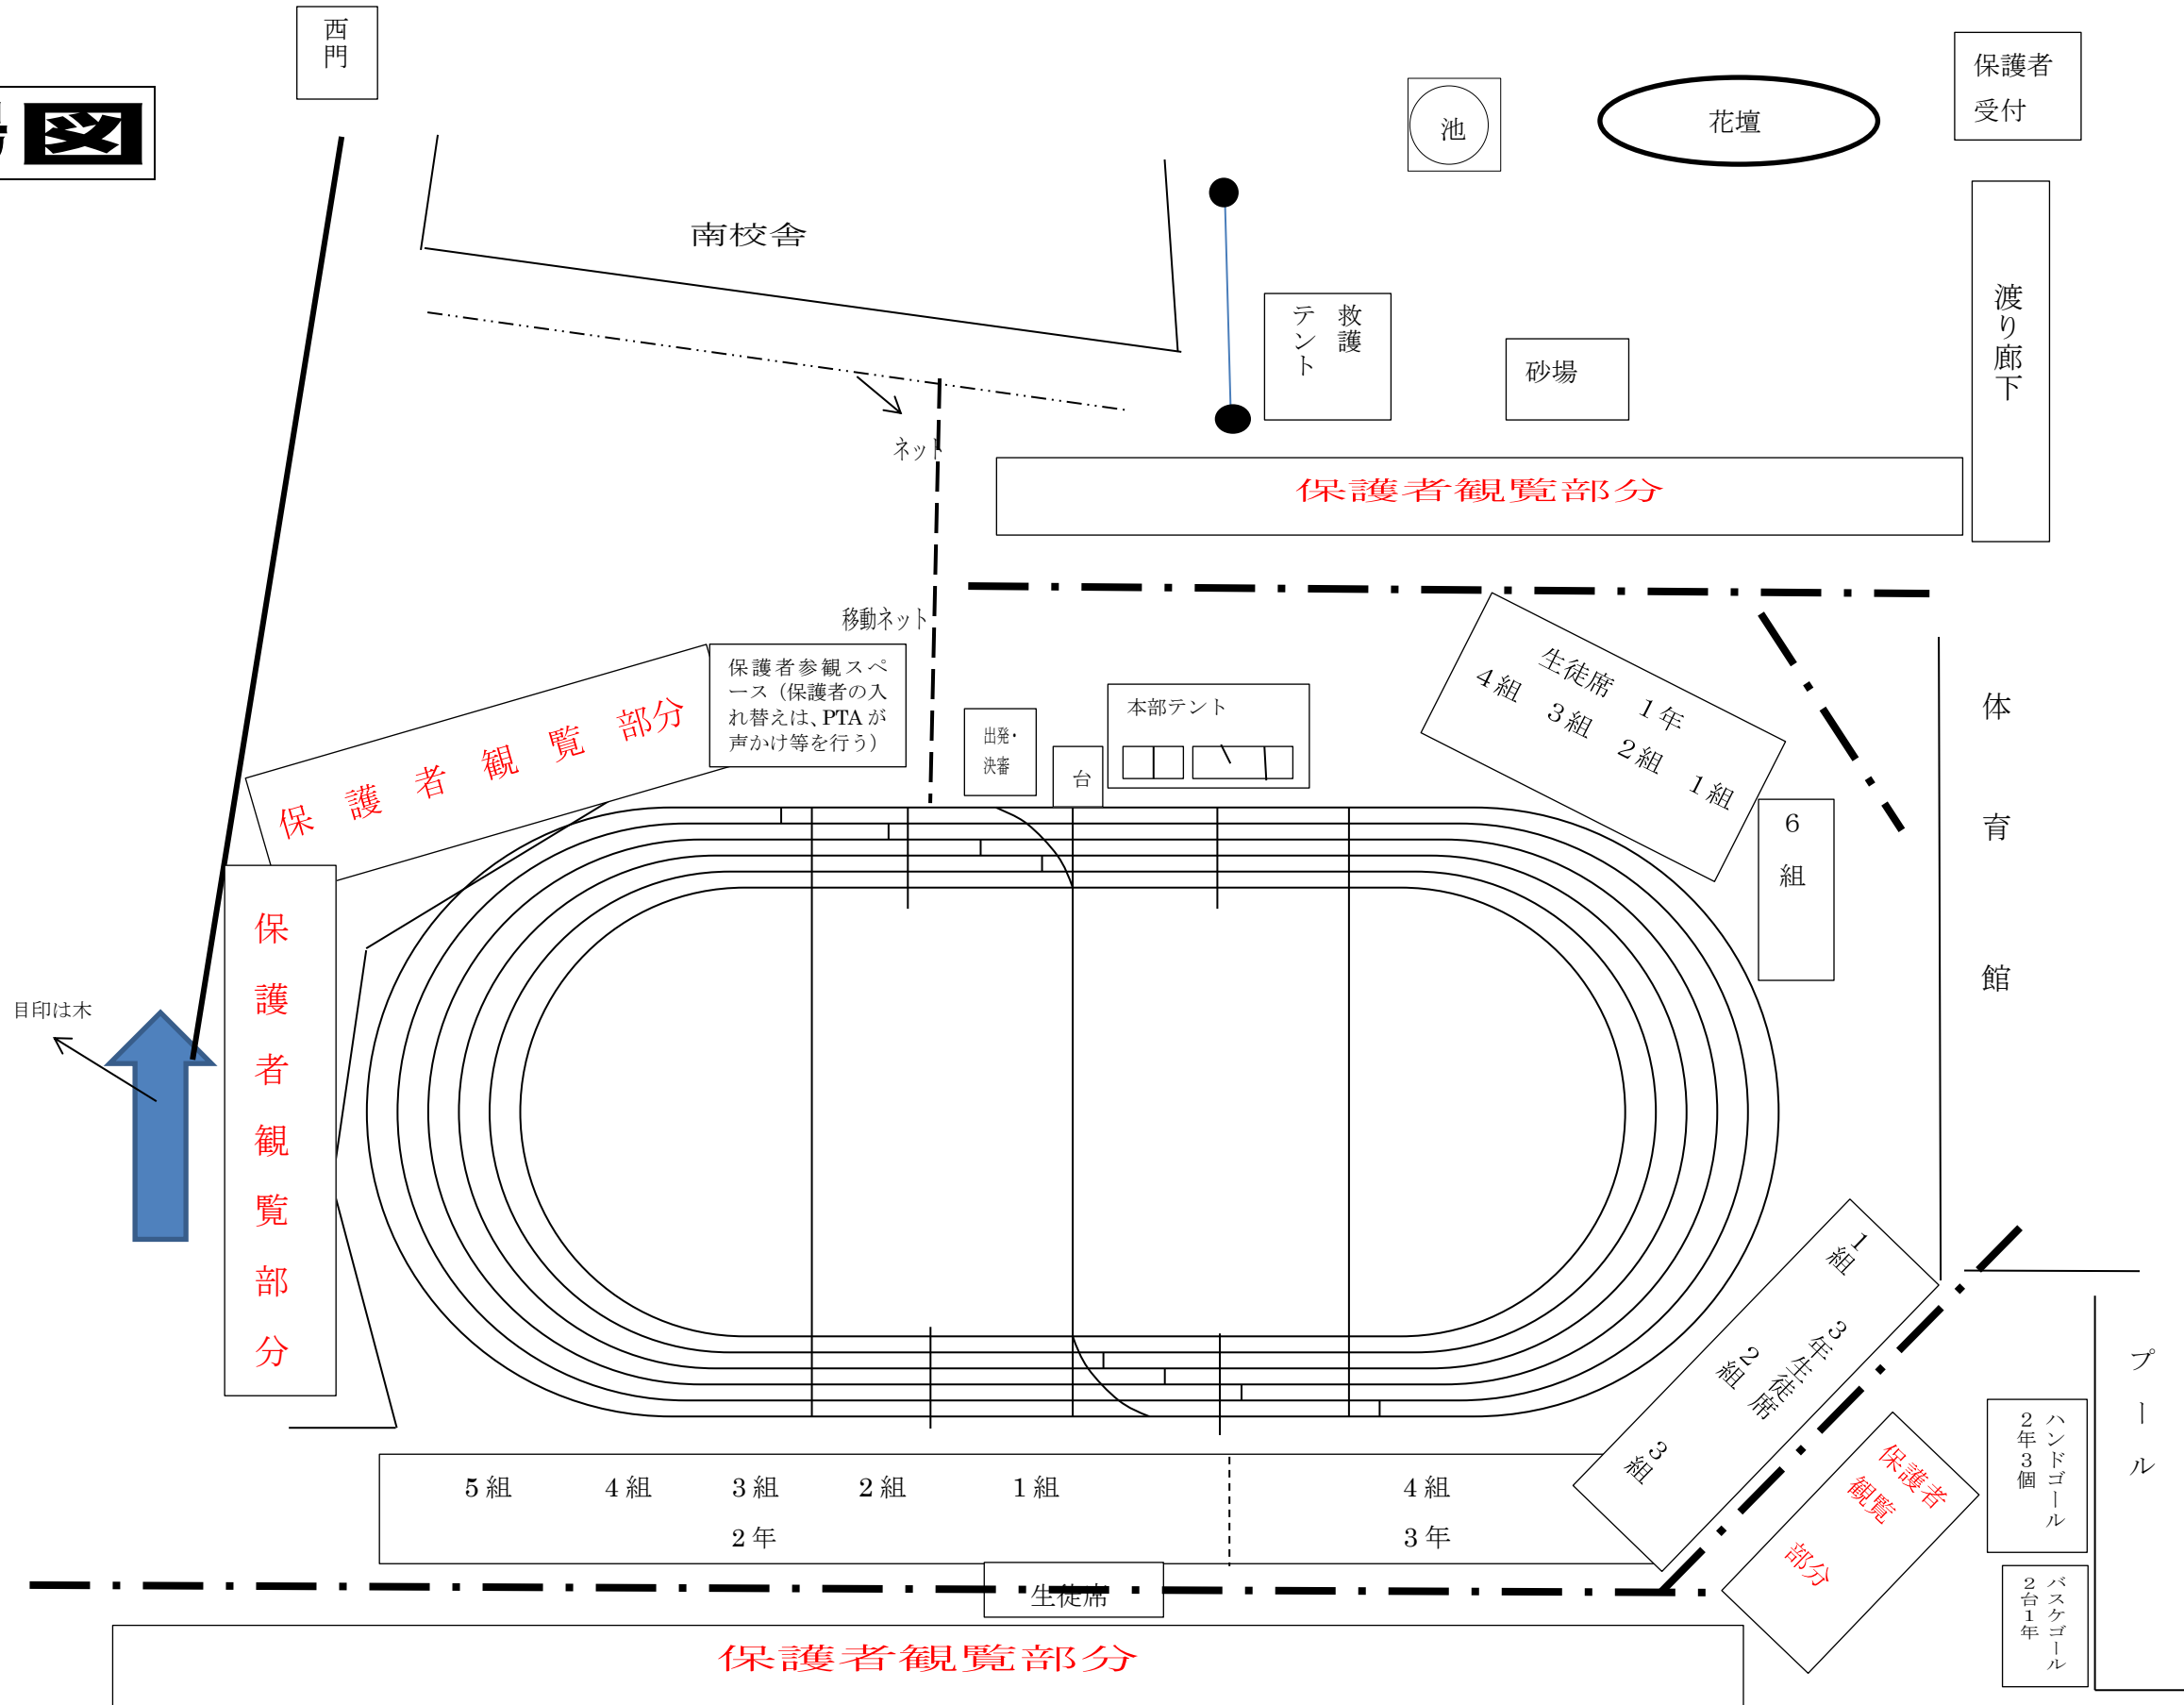 西門
図
池
花壇
保護者
受付
南校舎
救護
テント
砂場
渡り廊下
ネット
保護者観覧部分
移動ネット
保護者観覧部分
保護者参観スペ
ース（保護者の入
れ替えは、PTAが
声かけ等を行う）
出発・
決審
台
本部テント
生徒席　１年
４組　３組　２組　１組
６組
体育館
保護者観覧部分
目印は木
１組　２組　３組
３年生徒席
プール
ハンドゴール
２年３個
バスケゴール
２台１年
保護者
観覧
部分
5組　4組　3組　2組　1組　4組
2年　3年
生徒席
保護者観覧部分